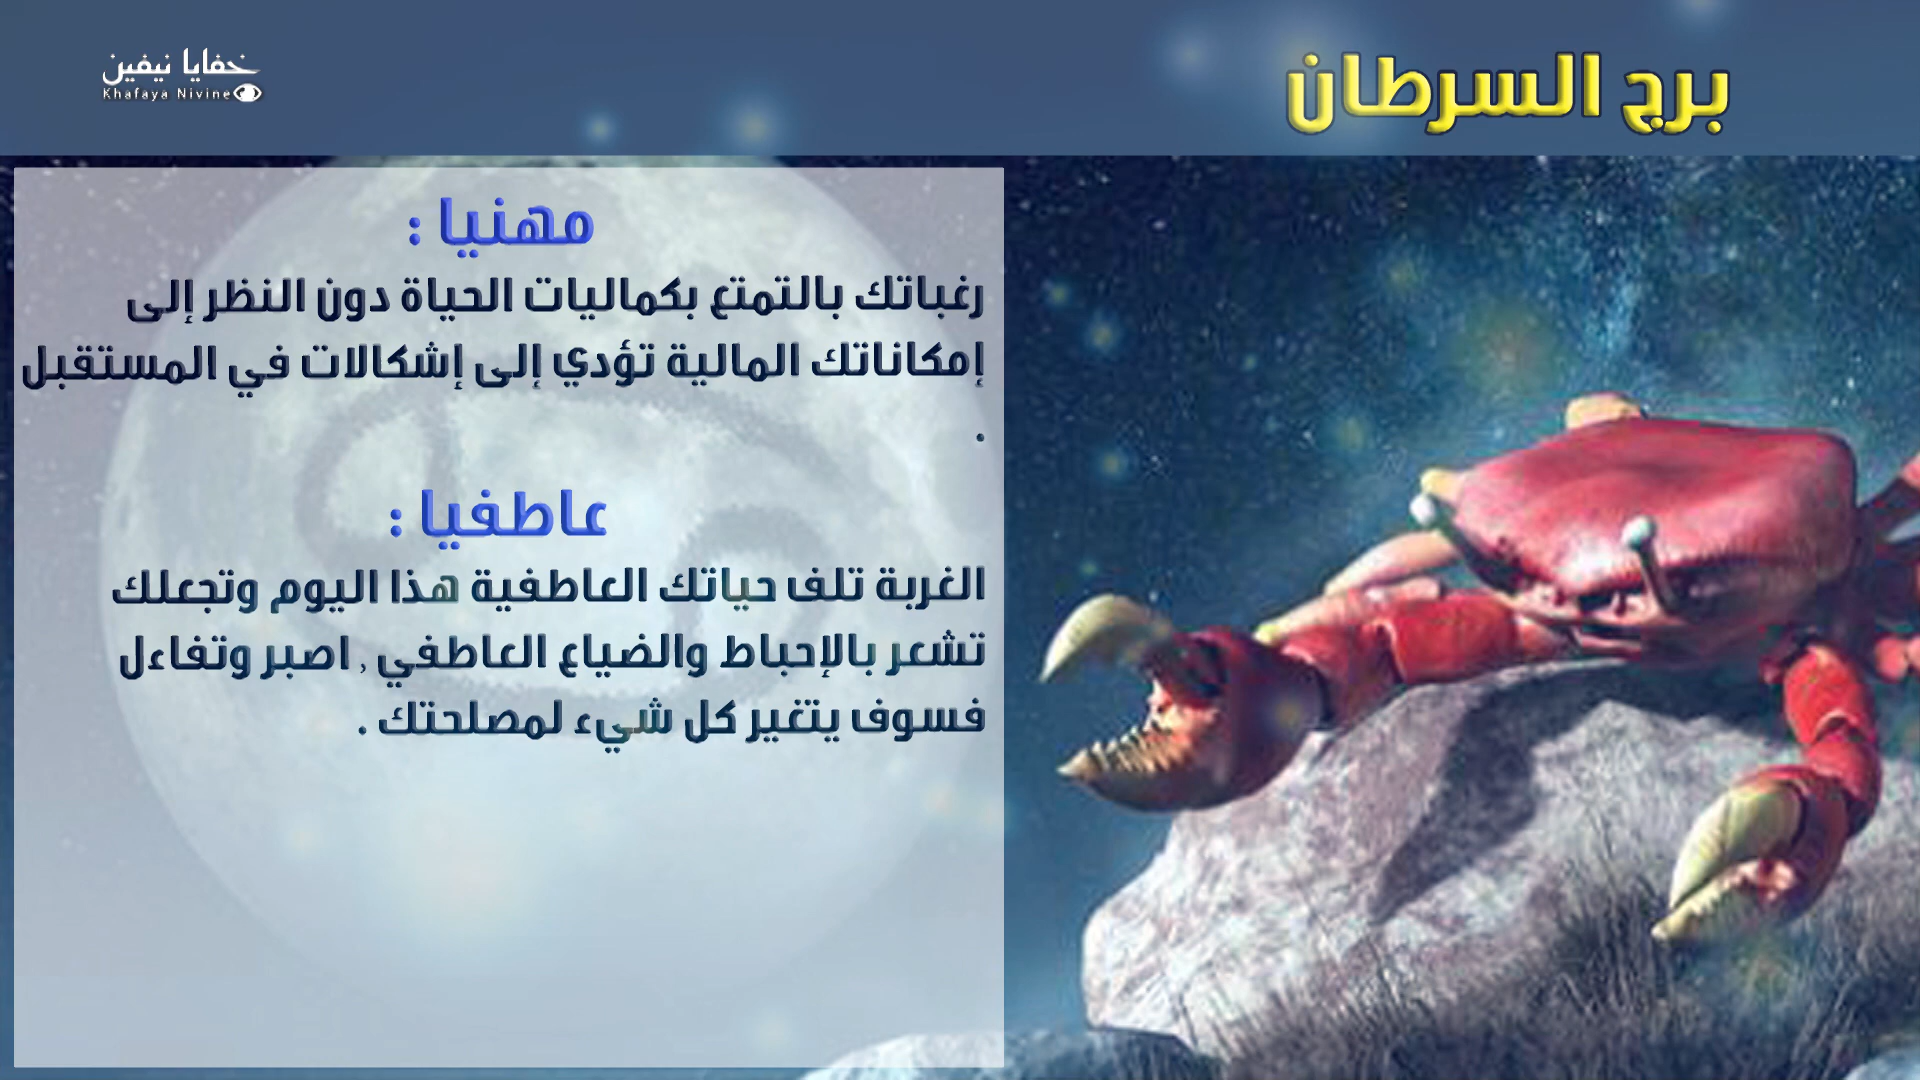 برج السرطان
خفايا نيفين
Khafaya Nivine
مهنيا :
رغباتك بالتمتع بكماليات الحياة دون النظر إلى
إمكاناتك المالية تؤدي إلى إشكالات في المستقبل
.
عاطفيا :
الغربة تلف حياتك العاطفية هذا اليوم وتجعلك
تشعر بالإحباط والضياع العاطفي , اصبر وتفاءل
فسوف يتغير كل شيء لمصلحتك .